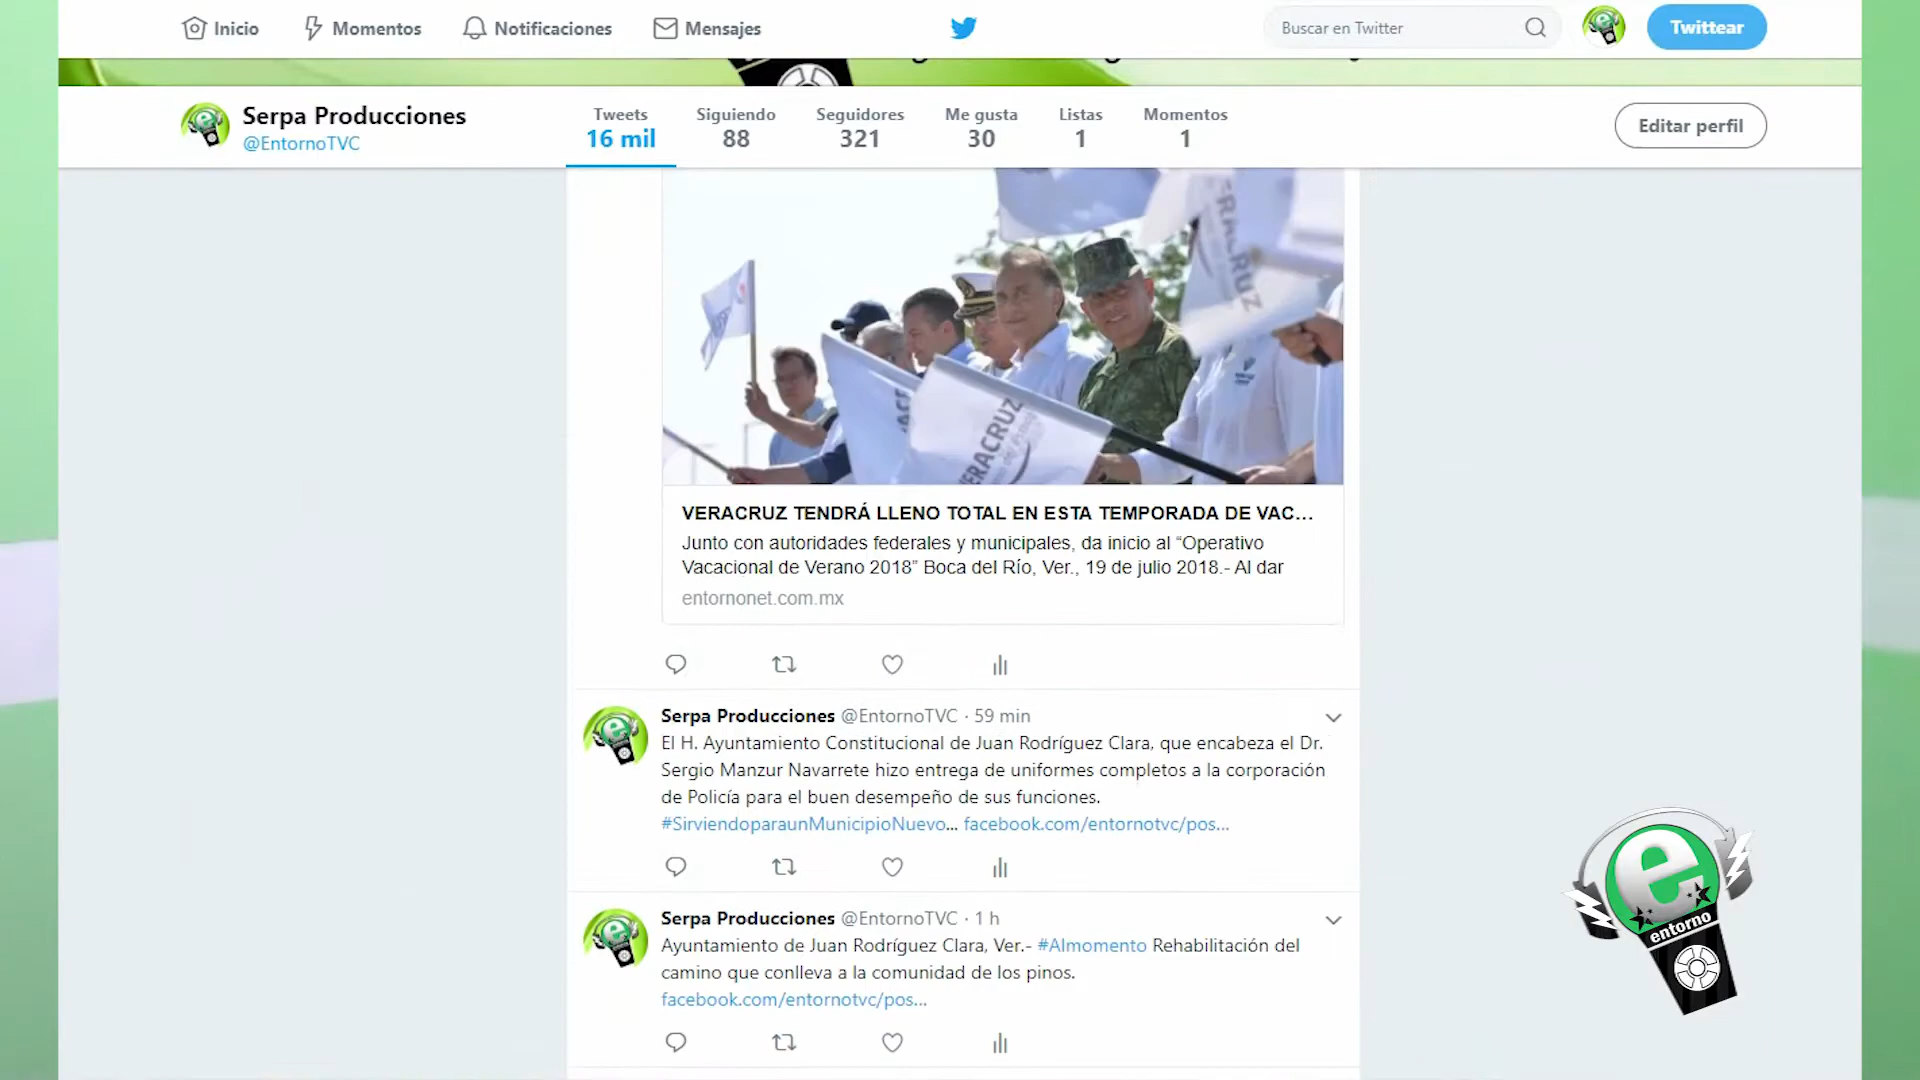 Inicio
Momentos
Notificaciones
Mensajes
Buscar en Twitter
Twittear
Serpa Producciones
@EntornoTVC
Tweets
16 mil
Siguiendo
88
Seguidores
321
Me gusta
30
Listas
1
Momentos
1
Editar perfil
VERACRUZ
VERACRUZ TENDRÁ LLENO TOTAL EN ESTA TEMPORADA DE VAC...
Junto con autoridades federales y municipales, da inicio al “Operativo
Vacacional de Verano 2018” Boca del Río, Ver., 19 de julio 2018.- Al dar
entornonet.com.mx
Serpa Producciones @EntornoTVC · 59 min
El H. Ayuntamiento Constitucional de Juan Rodríguez Clara, que encabeza el Dr.
Sergio Manzur Navarrete hizo entrega de uniformes completos a la corporación
de Policía para el buen desempeño de sus funciones.
#SirviendoparaunMunicipioNuevo... facebook.com/entornotvc/pos...
Serpa Producciones @EntornoTVC · 1 h
Ayuntamiento de Juan Rodríguez Clara, Ver.- #Almomento Rehabilitación del
camino que conlleva a la comunidad de los pinos.
facebook.com/entornotvc/pos...
e
entorno